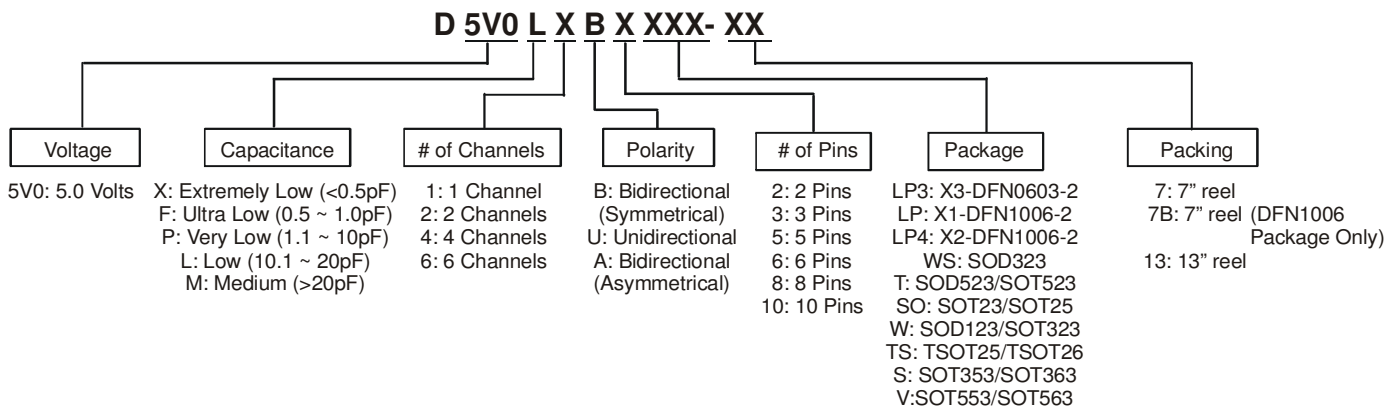 D 5V0 L X B X XXX- XX
Voltage
5V0: 5.0 Volts
Capacitance
X: Extremely Low (<0.5pF)
F: Ultra Low (0.5 ~ 1.0pF)
P: Very Low (1.1 ~ 10pF)
L: Low (10.1 ~ 20pF)
M: Medium (>20pF)
# of Channels
1: 1 Channel
2: 2 Channels
4: 4 Channels
6: 6 Channels
Polarity
B: Bidirectional
(Symmetrical)
U: Unidirectional
A: Bidirectional
(Asymmetrical)
# of Pins
2: 2 Pins
3: 3 Pins
5: 5 Pins
6: 6 Pins
8: 8 Pins
10: 10 Pins
Package
LP3: X3-DFN0603-2
LP: X1-DFN1006-2
LP4: X2-DFN1006-2
WS: SOD323
T: SOD523/SOT523
SO: SOT23/SOT25
W: SOD123/SOT323
TS: TSOT25/TSOT26
S: SOT353/SOT363
V:SOT553/SOT563
Packing
7: 7” reel
7B: 7” reel (DFN1006
Package Only)
13: 13” reel